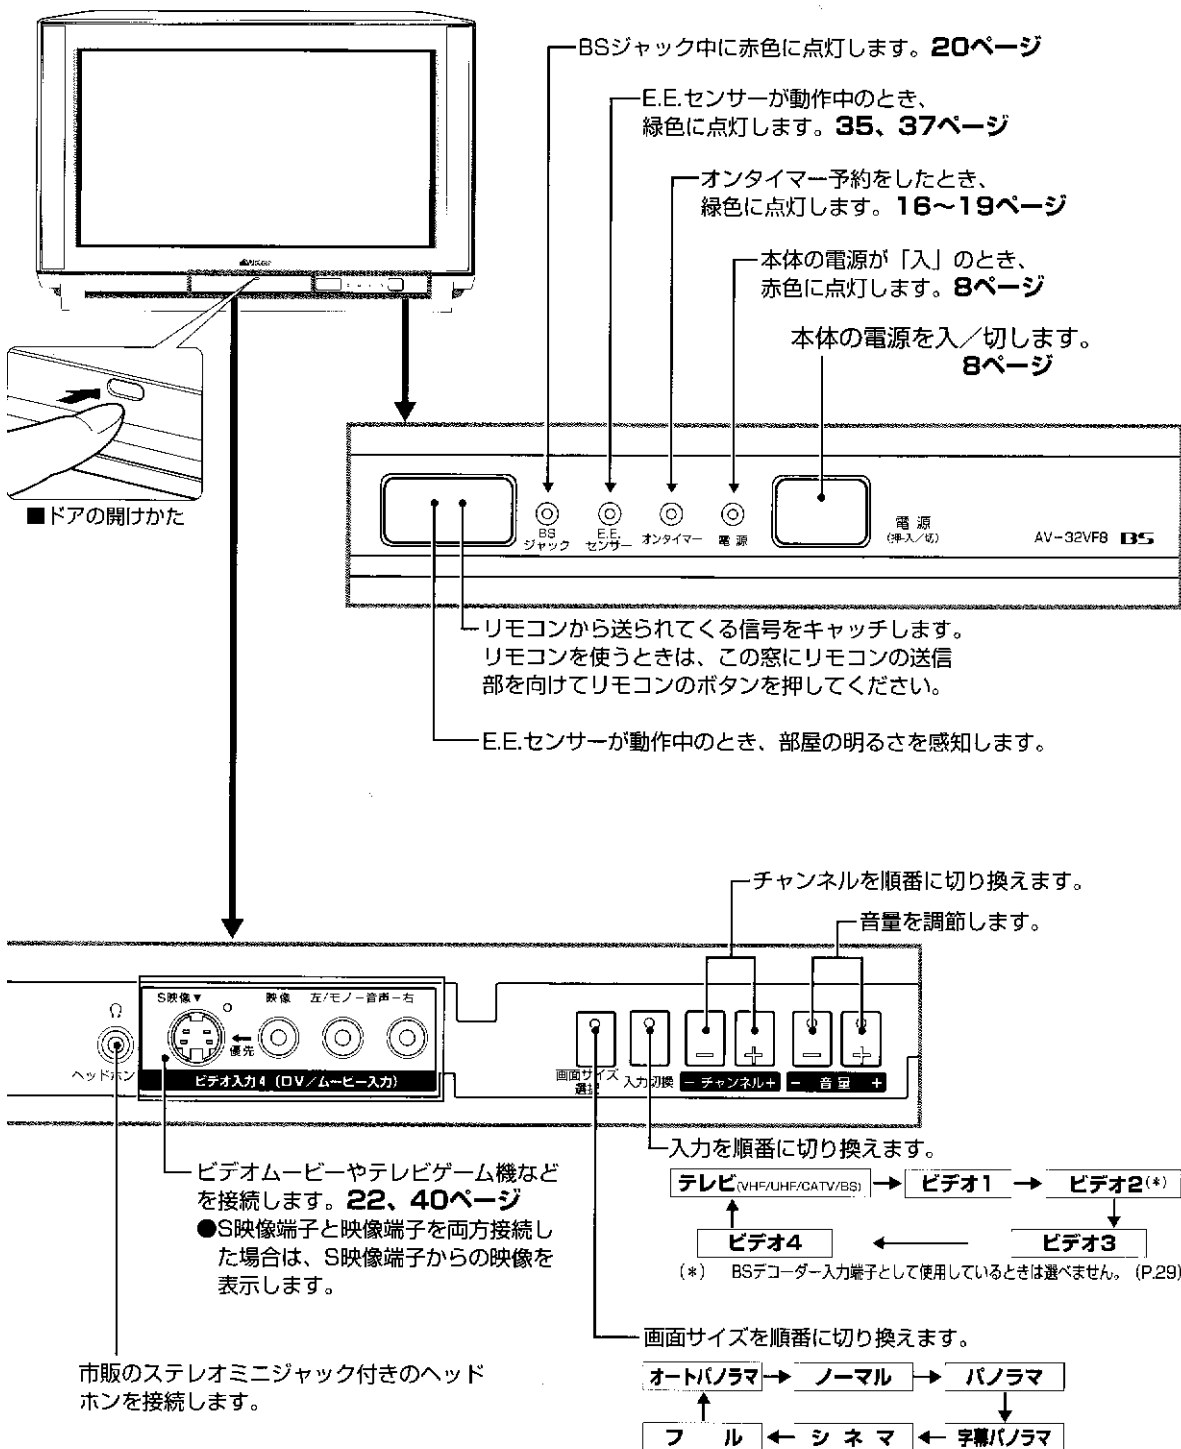 BSジャック中に赤色に点灯します。20ページ
E.E.センサーが動作中のとき、
緑色に点灯します。35、37ページ
オンタイマー予約をしたとき、
緑色に点灯します。16～19ページ
本体の電源が「入」のとき、
赤色に点灯します。8ページ
本体の電源を入／切します。
8ページ
■ドアの開けかた
BS
ジャック
E.E.
センサー
オンタイマー
電源
電源
(押-入／切)
AV-32VF8 BS
リモコンから送られてくる信号をキャッチします。
リモコンを使うときは、この窓にリモコンの送信
部を向けてリモコンのボタンを押してください。
E.E.センサーが動作中のとき、部屋の明るさを感知します。
チャンネルを順番に切り換えます。
音量を調節します。
S映像▼
映像
左/モノ－音声－右
優先
ヘッドホン
ビデオ入力4（DV／ムービー入力）
画面サイズ
選択
入力切換
－チャンネル＋
－ 音量 ＋
入力を順番に切り換えます。
テレビ(VHF/UHF/CATV/BS) → ビデオ1 → ビデオ2(*)
ビデオ4 ← ビデオ3
(*) BSデコーダー入力端子として使用しているときは選べません。(P.29)
ビデオムービーやテレビゲーム機など
を接続します。22、40ページ
●S映像端子と映像端子を両方接続し
た場合は、S映像端子からの映像を
表示します。
画面サイズを順番に切り換えます。
オートパノラマ → ノーマル → パノラマ
フル ← シネマ ← 字幕パノラマ
市販のステレオミニジャック付きのヘッド
ホンを接続します。